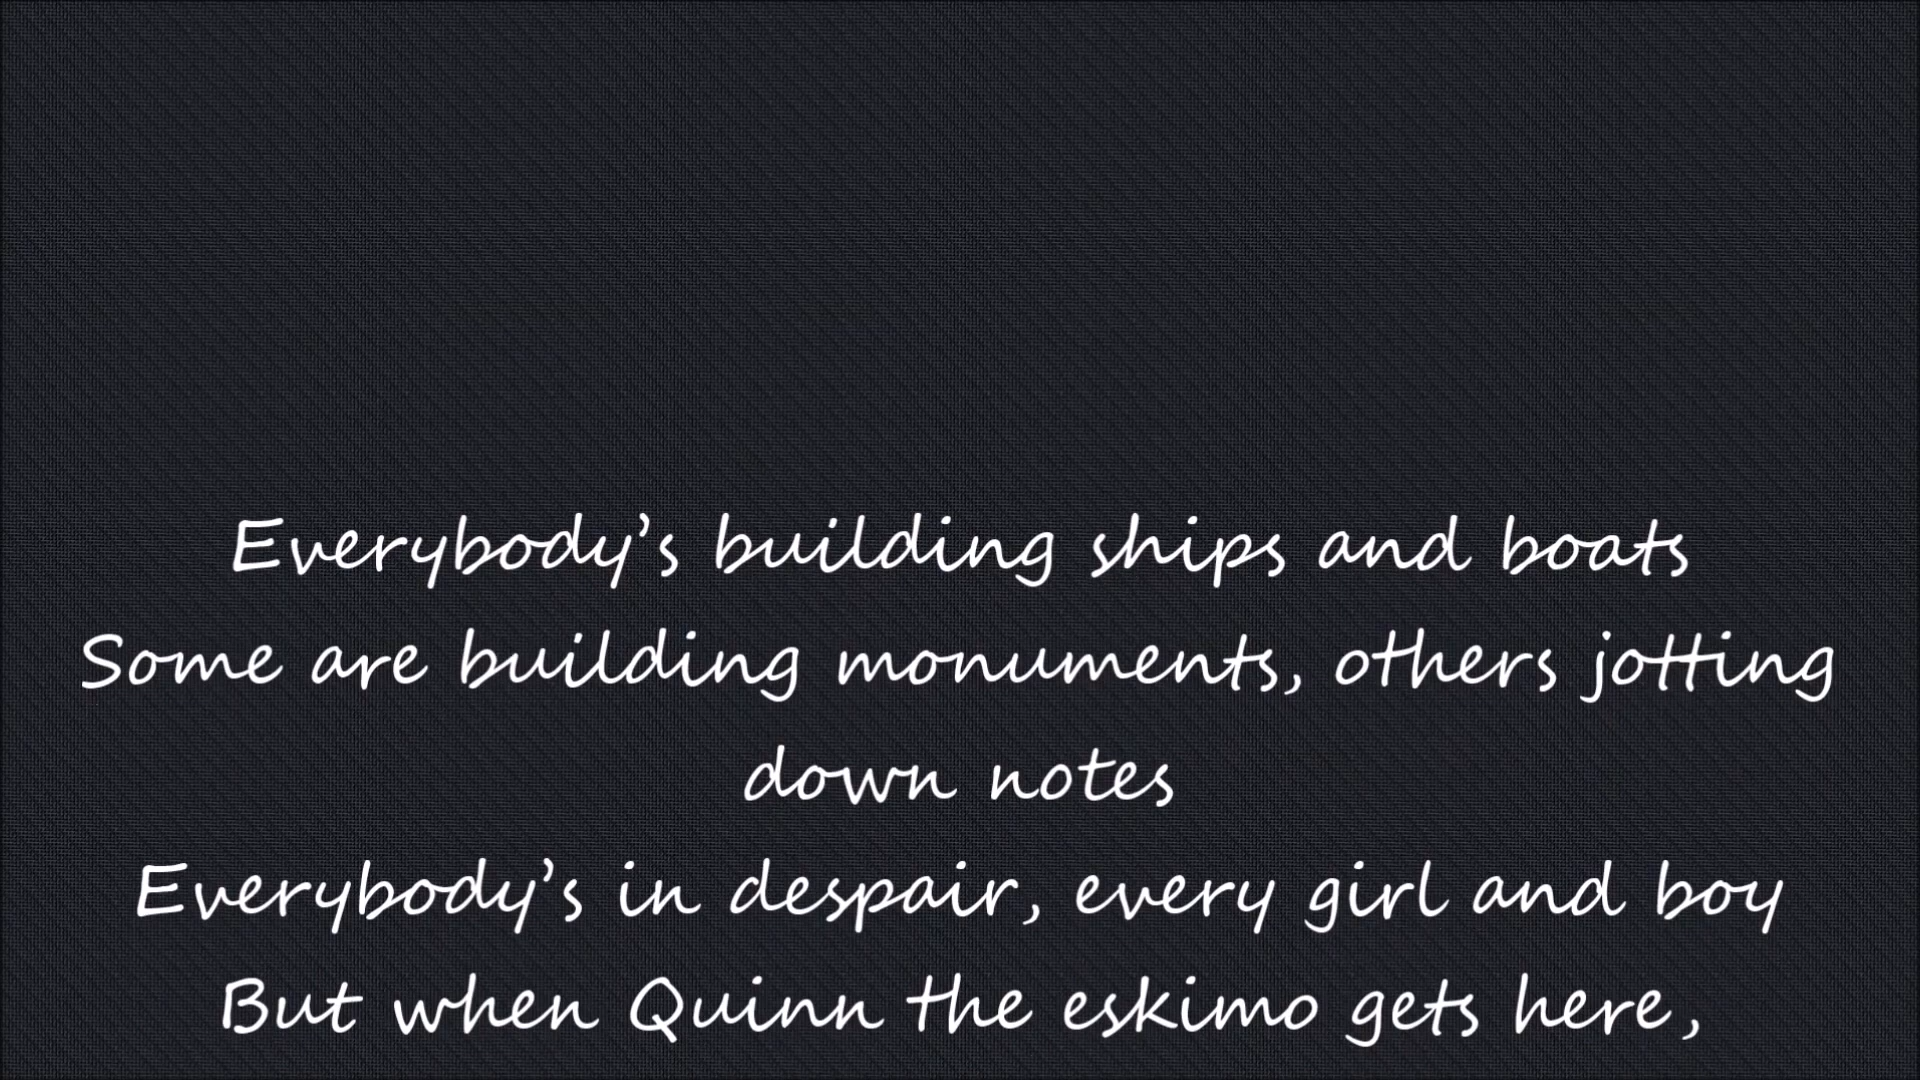 Everybody’s building ships and boats
Some are building monuments, others jotting
down notes
Everybody’s in despair, every girl and boy
But when Quinn the eskimo gets here,